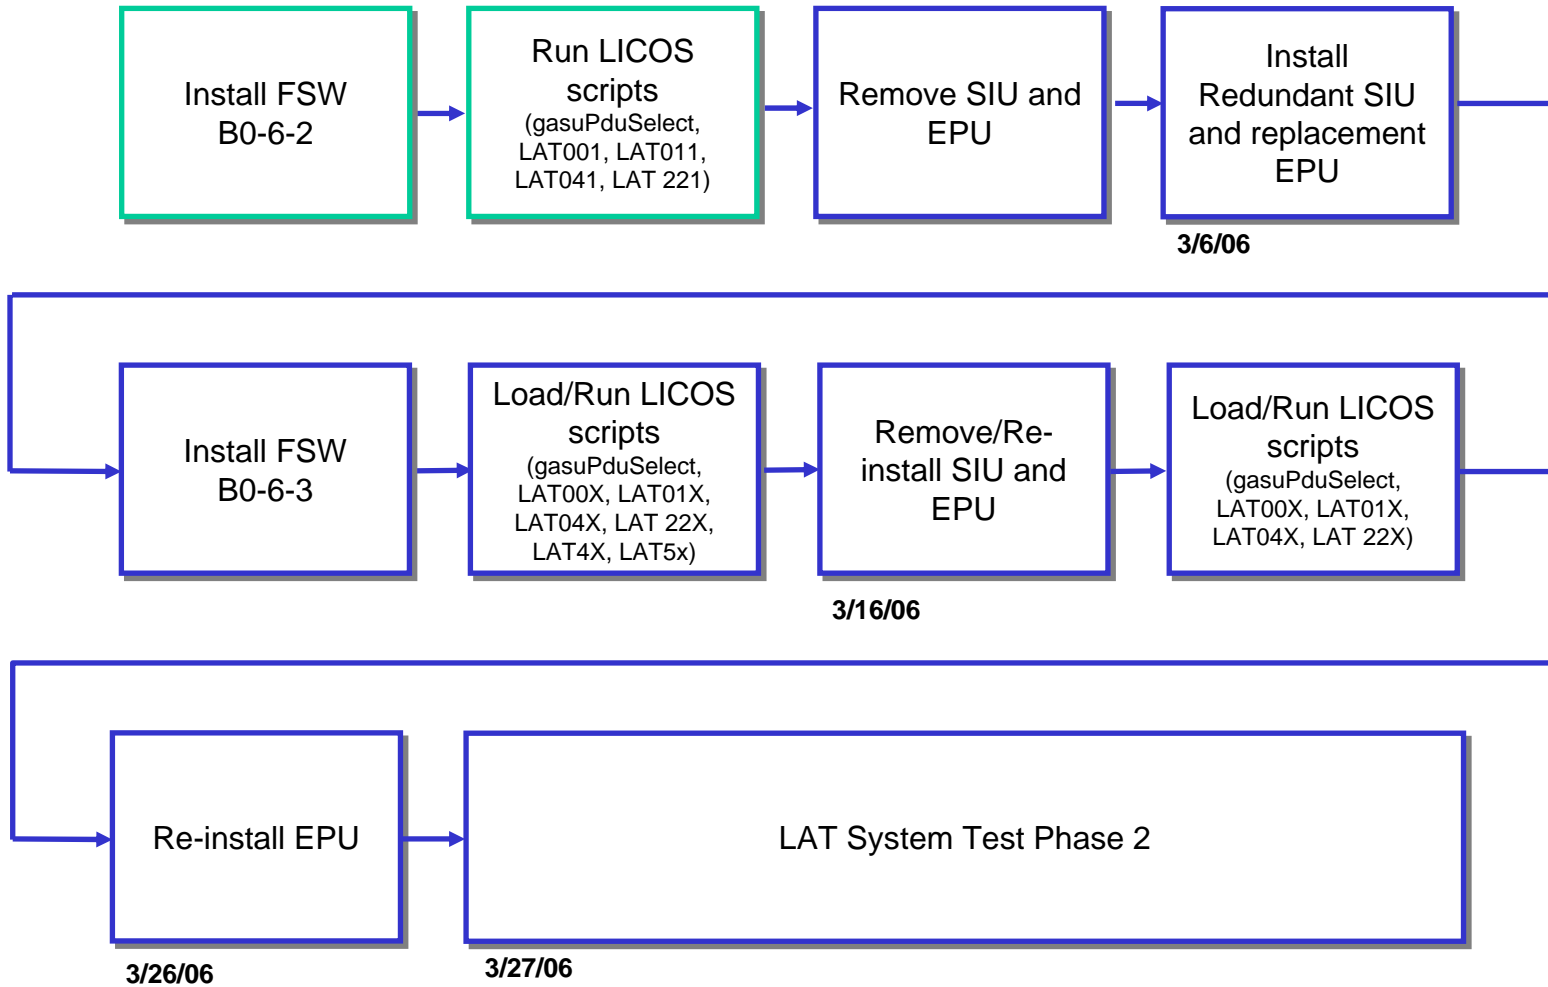 Install FSW
B0-6-2
Run LICOS
scripts
(gasuPduSelect,
LAT001, LAT011,
LAT041, LAT 221)
Remove SIU and
EPU
Install
Redundant SIU
and replacement
EPU
3/6/06
Install FSW
B0-6-3
Load/Run LICOS
scripts
(gasuPduSelect,
LAT00X, LAT01X,
LAT04X, LAT 22X,
LAT4X, LAT5x)
Remove/Re-
install SIU and
EPU
3/16/06
Load/Run LICOS
scripts
(gasuPduSelect,
LAT00X, LAT01X,
LAT04X, LAT 22X)
Re-install EPU
3/26/06
LAT System Test Phase 2
3/27/06